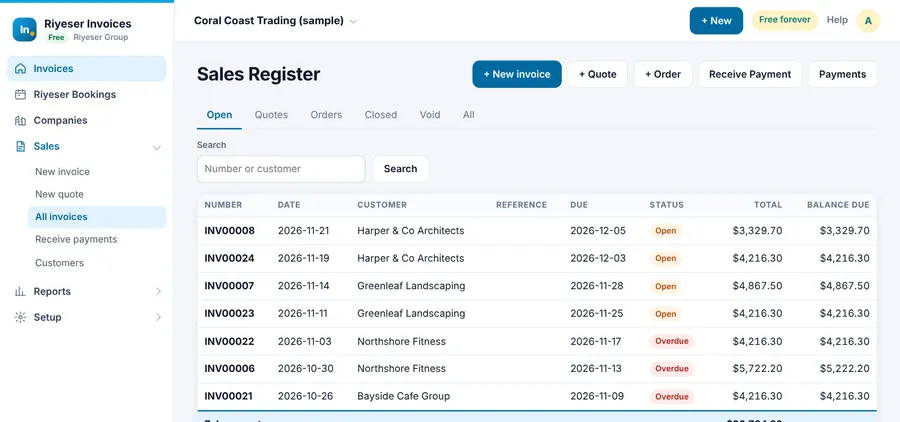 In
Riyeser Invoices
Free Riyeser Group
Invoices
Riyeser Bookings
Companies
Sales
New invoice
New quote
All invoices
Receive payments
Customers
Reports
Setup
Coral Coast Trading (sample)
+ New
Free forever
Help
A
Sales Register
+ New invoice
+ Quote
+ Order
Receive Payment
Payments
Open Quotes Orders Closed Void All
Search
Number or customer
Search
NUMBER DATE CUSTOMER REFERENCE DUE STATUS TOTAL BALANCE DUE
INV00008 2026-11-21 Harper & Co Architects 2026-12-05 Open $3,329.70 $3,329.70
INV00024 2026-11-19 Harper & Co Architects 2026-12-03 Open $4,216.30 $4,216.30
INV00007 2026-11-14 Greenleaf Landscaping 2026-11-28 Open $4,867.50 $4,867.50
INV00023 2026-11-11 Greenleaf Landscaping 2026-11-25 Open $4,216.30 $4,216.30
INV00022 2026-11-03 Northshore Fitness 2026-11-17 Overdue $4,216.30 $4,216.30
INV00006 2026-10-30 Northshore Fitness 2026-11-13 Overdue $5,722.20 $5,222.20
INV00021 2026-10-26 Bayside Cafe Group 2026-11-09 Overdue $4,216.30 $4,216.30